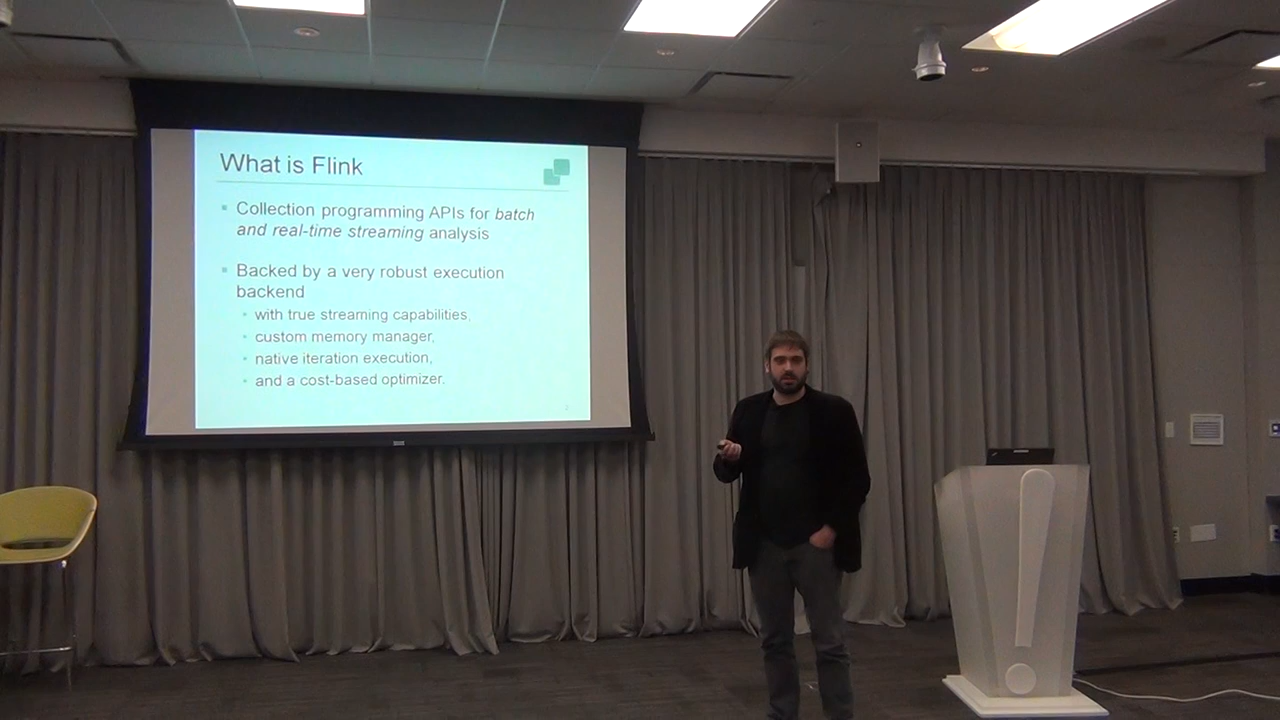 What is Flink
Collection programming APIs for batch
and real-time streaming analysis
Backed by a very robust execution
backend
with true streaming capabilities,
custom memory manager,
native iteration execution,
and a cost-based optimizer.
2